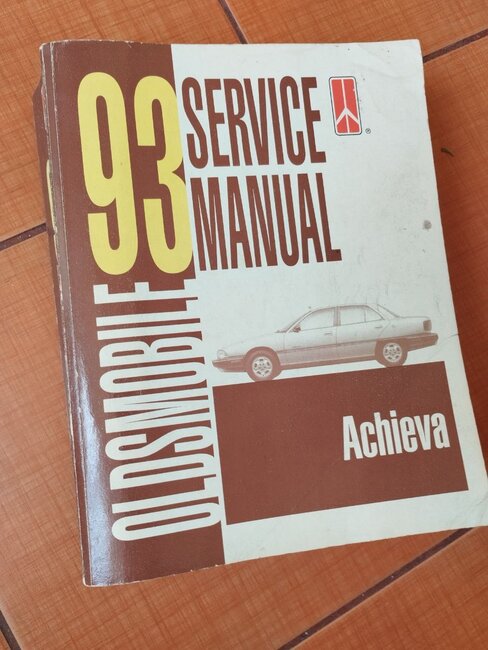 93
SERVICE
MANUAL
OLDSMOBILE
®
Achieva